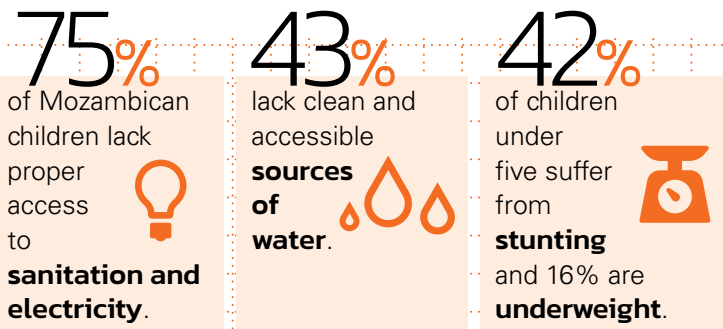 75%
of Mozambican
children lack
proper
access
to
sanitation and
electricity.
43%
lack clean and
accessible
sources
of
water.
42%
of children
under
five suffer
from
stunting
and 16% are
underweight.